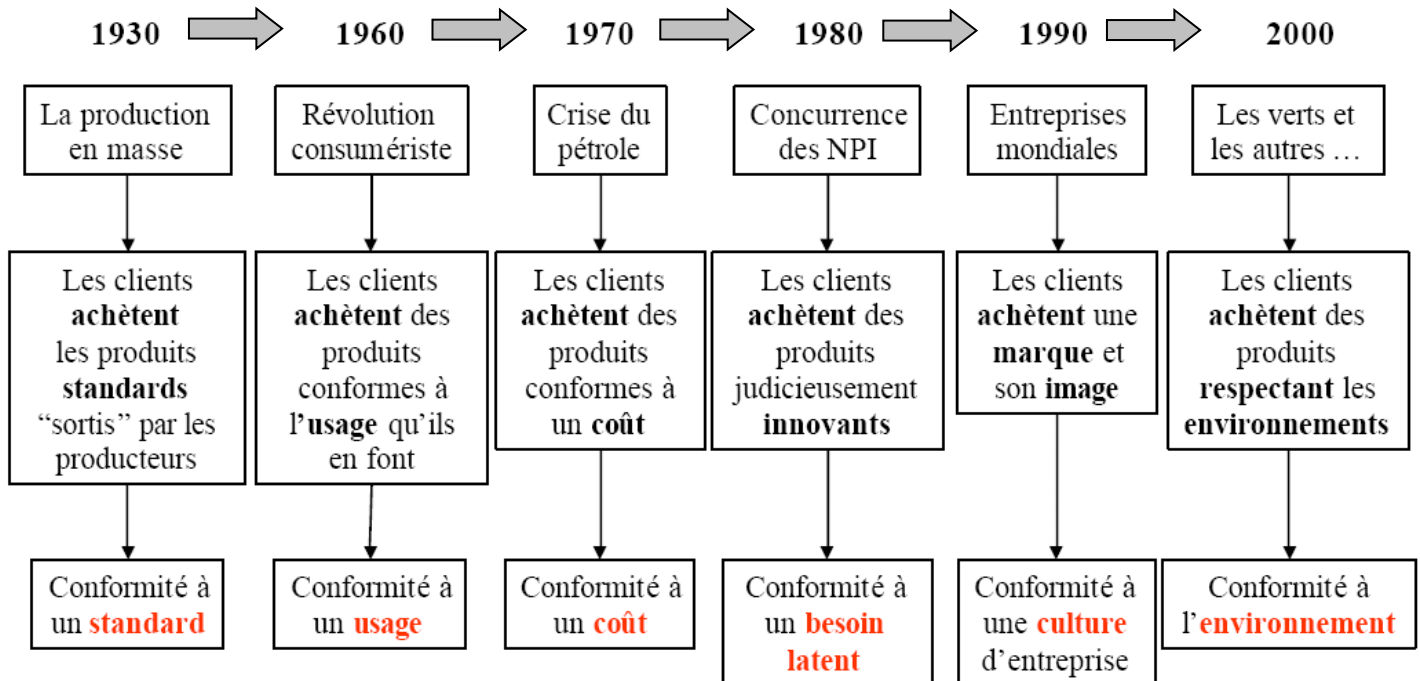 1930
1960
1970
1980
1990
2000
La production
en masse
Révolution
consumériste
Crise du
pétrole
Concurrence
des NPI
Entreprises
mondiales
Les verts et
les autres …
Les clients
achètent
les produits
standards
“sortis” par les
producteurs
Les clients
achètent des
produits
conformes à
l’usage qu’ils
en font
Les clients
achètent des
produits
conformes à
un coût
Les clients
achètent des
produits
judicieusement
innovants
Les clients
achètent une
marque et
son image
Les clients
achètent des
produits
respectant les
environnements
Conformité à
un standard
Conformité à
un usage
Conformité à
un coût
Conformité à
un besoin
latent
Conformité à
une culture
d’entreprise
Conformité à
l’environnement